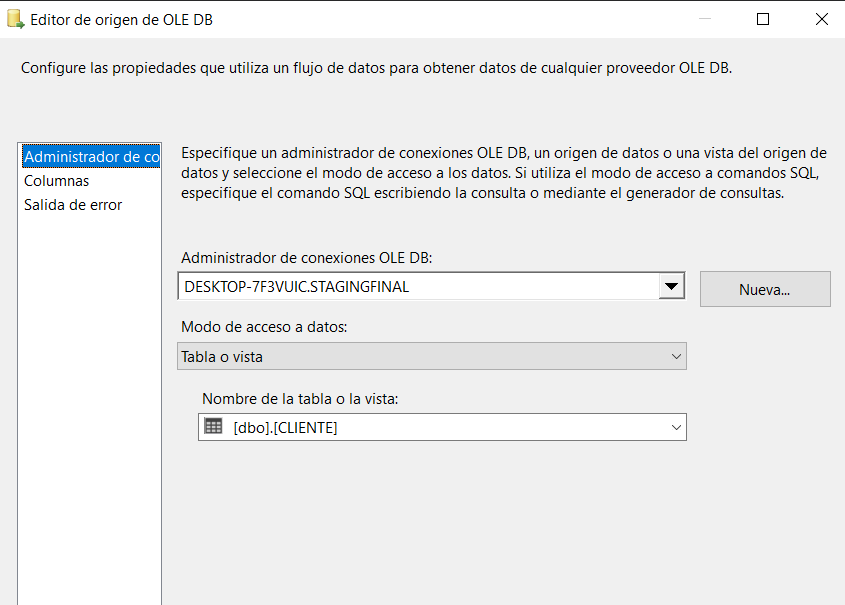 Editor de origen de OLE DB
Configure las propiedades que utiliza un flujo de datos para obtener datos de cualquier proveedor OLE DB.
Administrador de co
Columnas
Salida de error
Especifique un administrador de conexiones OLE DB, un origen de datos o una vista del origen de
datos y seleccione el modo de acceso a los datos. Si utiliza el modo de acceso a comandos SQL,
especifique el comando SQL escribiendo la consulta o mediante el generador de consultas.
Administrador de conexiones OLE DB:
DESKTOP-7F3VUIC.STAGINGFINAL
Nueva...
Modo de acceso a datos:
Tabla o vista
Nombre de la tabla o la vista:
[dbo].[CLIENTE]